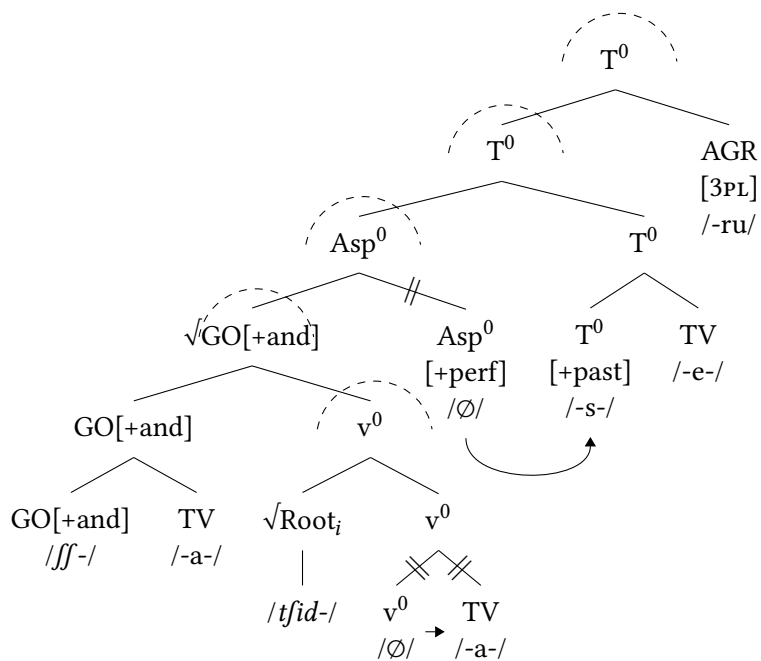 T⁰
T⁰ AGR
[3PL]
/-ru/
Asp⁰ T⁰
√GO[+and] Asp⁰ T⁰ TV
[+perf] [+past] /-e-/
/∅/ /-s-/
GO[+and] v⁰
GO[+and] TV √Rootᵢ v⁰
/ʃʃ-/ /-a-/
/tʃid-/ v⁰ TV
/∅/ /-a-/